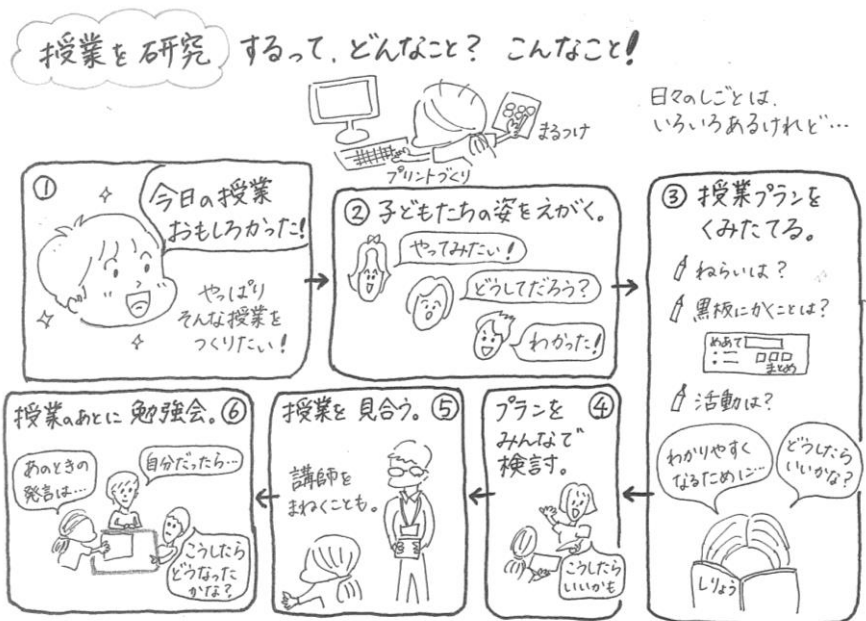 授業を研究するって、どんなこと？ こんなこと！
日々のしごとは、
いろいろあるけれど…
まるつけ
プリントづくり
①
今日の授業
おもしろかった！
やっぱり
そんな授業を
つくりたい！
② 子どもたちの姿をえがく。
やってみたい！
どうしてだろう？
わかった！
③ 授業プランを
くみたてる。
ねらいは？
黒板にかくことは？
めあて
まとめ
活動は？
わかりやすく
なるために…
どうしたら
いいかな？
しりょう
プランを ④
みんなで
検討。
こうしたら
いいかも
授業を見合う。⑤
講師を
まねくことも。
授業のあとに勉強会。⑥
あのときの
発言は…
自分だったら…
こうしたら
どうなった
かな？